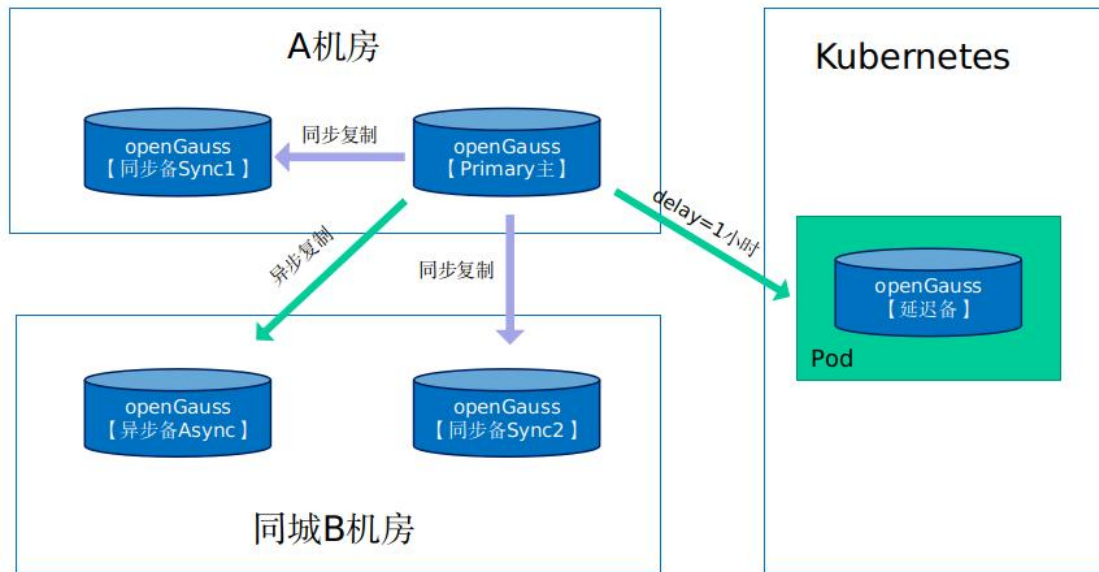 A机房
Kubernetes
openGauss
【同步备Sync1】
同步复制
openGauss
【Primary主】
delay=1小时
异步复制
同步复制
openGauss
【延迟备】
Pod
openGauss
【异步备Async】
openGauss
【同步备Sync2】
同城B机房